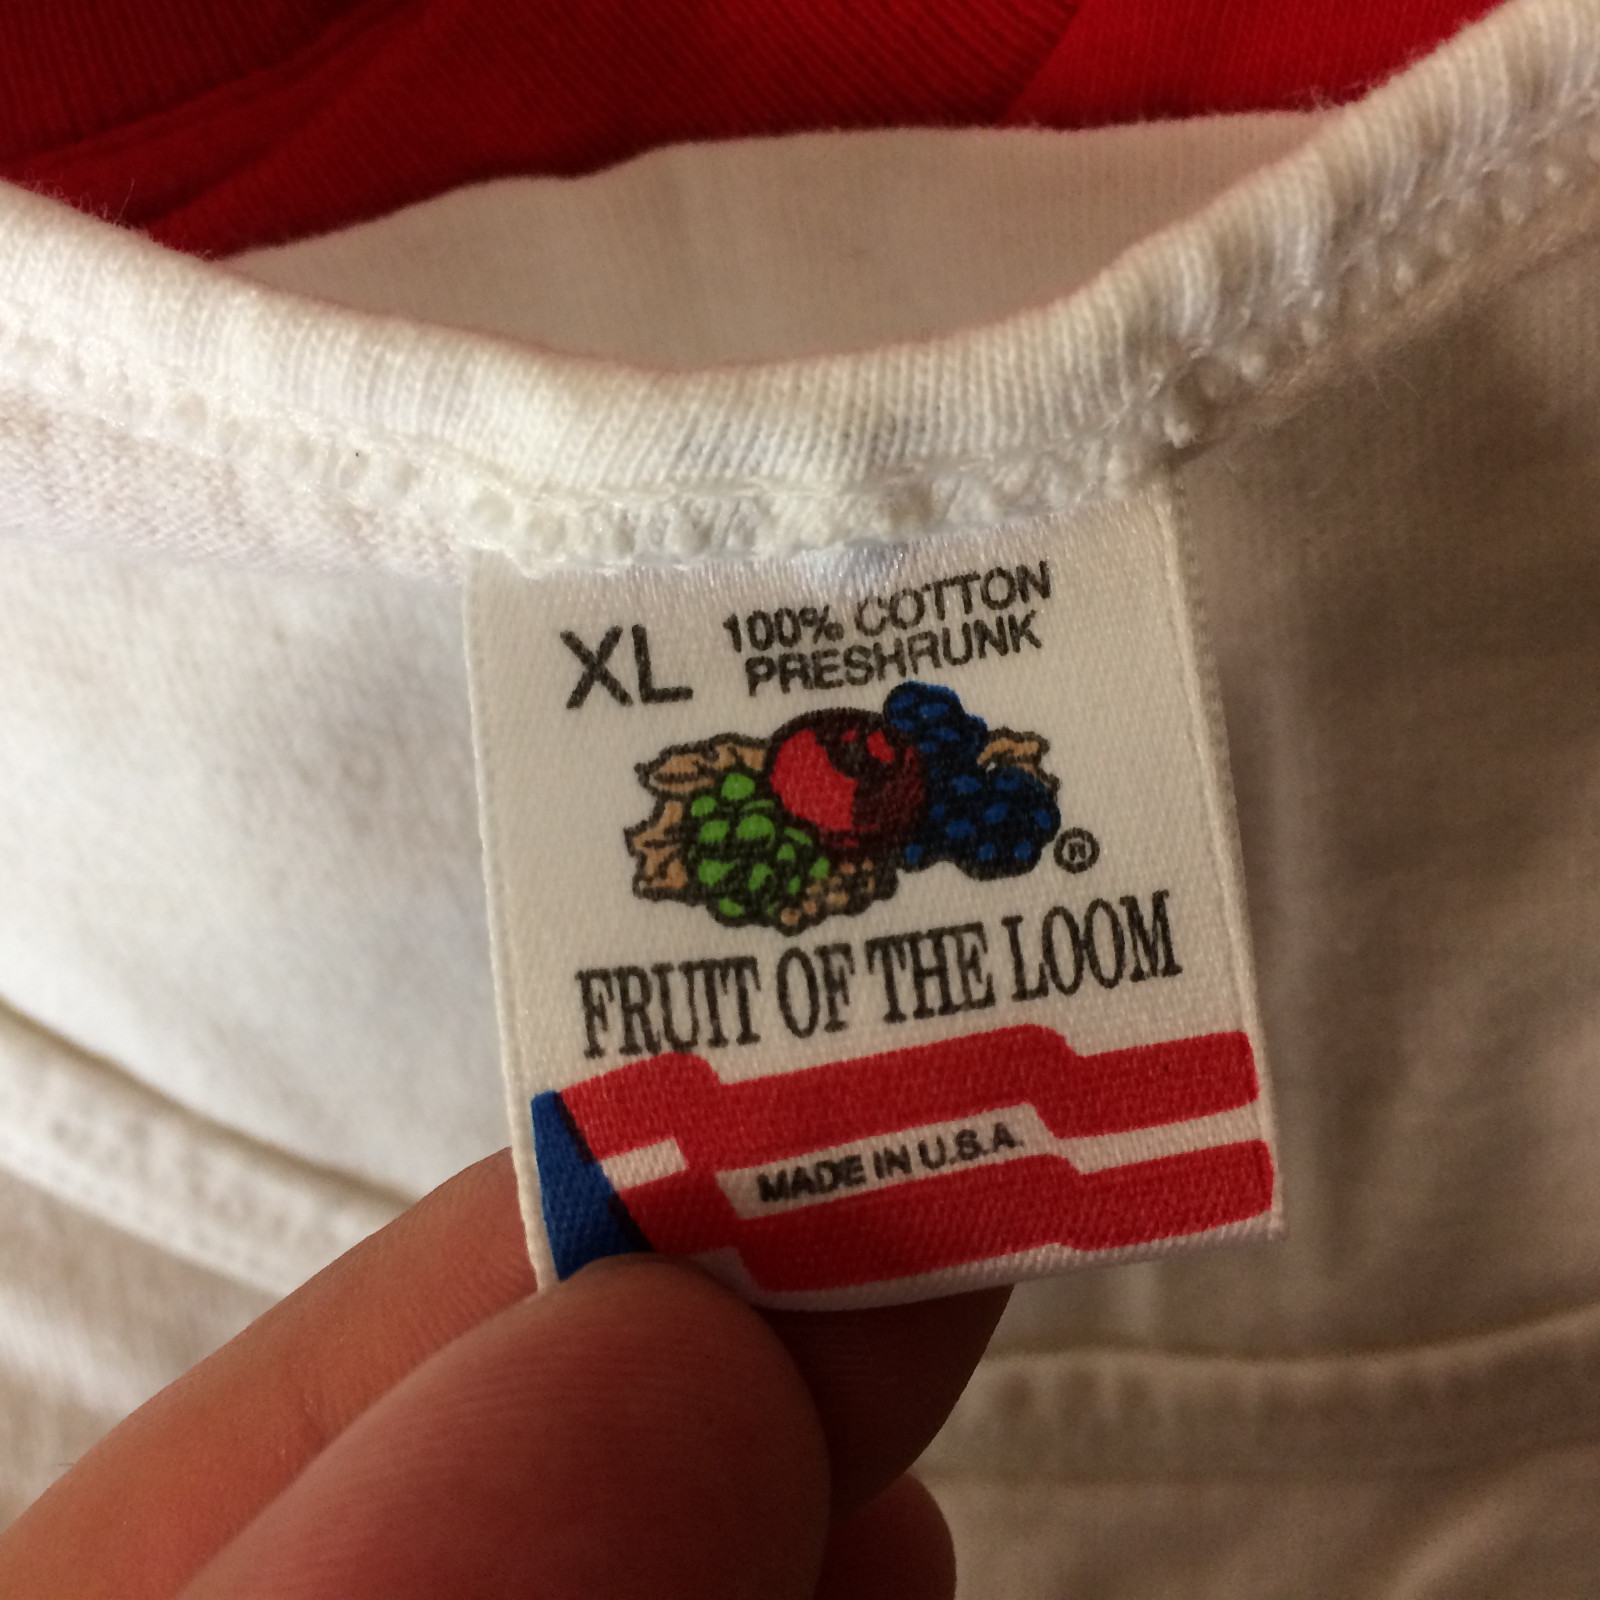 XL
100% COTTON
PRESHRUNK
®
FRUIT OF THE LOOM
MADE IN U.S.A.